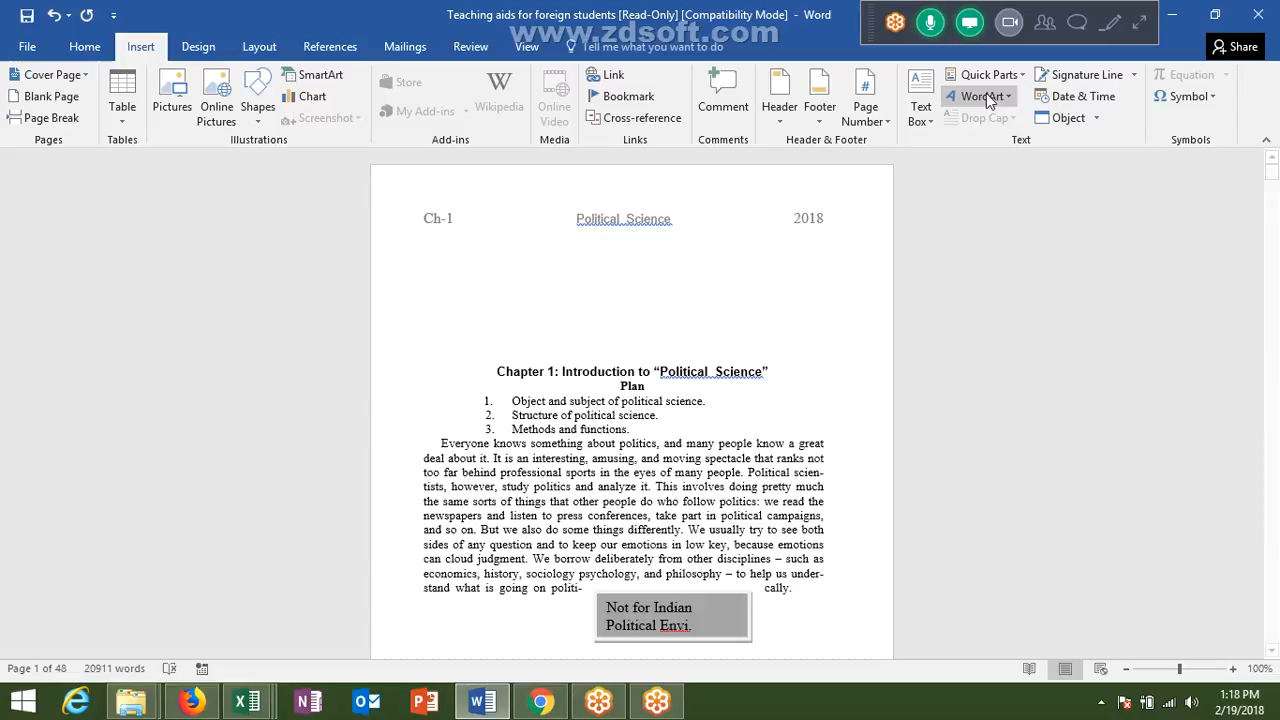 Teaching aids for foreign students [Read-Only] [Compatibility Mode] - Word
www.zdsoft.com
File Home Insert Design Layout References Mailings Review View Tell me what you want to do Share
Cover Page
Blank Page
Page Break
Pages
Table
Tables
Pictures
Online Pictures
Shapes
SmartArt
Chart
Screenshot
Illustrations
Store
My Add-ins
Wikipedia
Add-ins
Online Video
Media
Link
Bookmark
Cross-reference
Links
Comment
Comments
Header
Footer
Page Number
Header & Footer
Text Box
Quick Parts
WordArt
Drop Cap
Signature Line
Date & Time
Object
Text
Equation
Symbol
Symbols
Ch-1 Political Science 2018
Chapter 1: Introduction to “Political Science”
Plan
1. Object and subject of political science.
2. Structure of political science.
3. Methods and functions.
Everyone knows something about politics, and many people know a great
deal about it. It is an interesting, amusing, and moving spectacle that ranks not
too far behind professional sports in the eyes of many people. Political scien-
tists, however, study politics and analyze it. This involves doing pretty much
the same sorts of things that other people do who follow politics: we read the
newspapers and listen to press conferences, take part in political campaigns,
and so on. But we also do some things differently. We usually try to see both
sides of any question and to keep our emotions in low key, because emotions
can cloud judgment. We borrow deliberately from other disciplines – such as
economics, history, sociology psychology, and philosophy – to help us under-
stand what is going on politi- cally.
Not for Indian
Political Envi.
Page 1 of 48 20911 words 100%
1:18 PM
2/19/2018